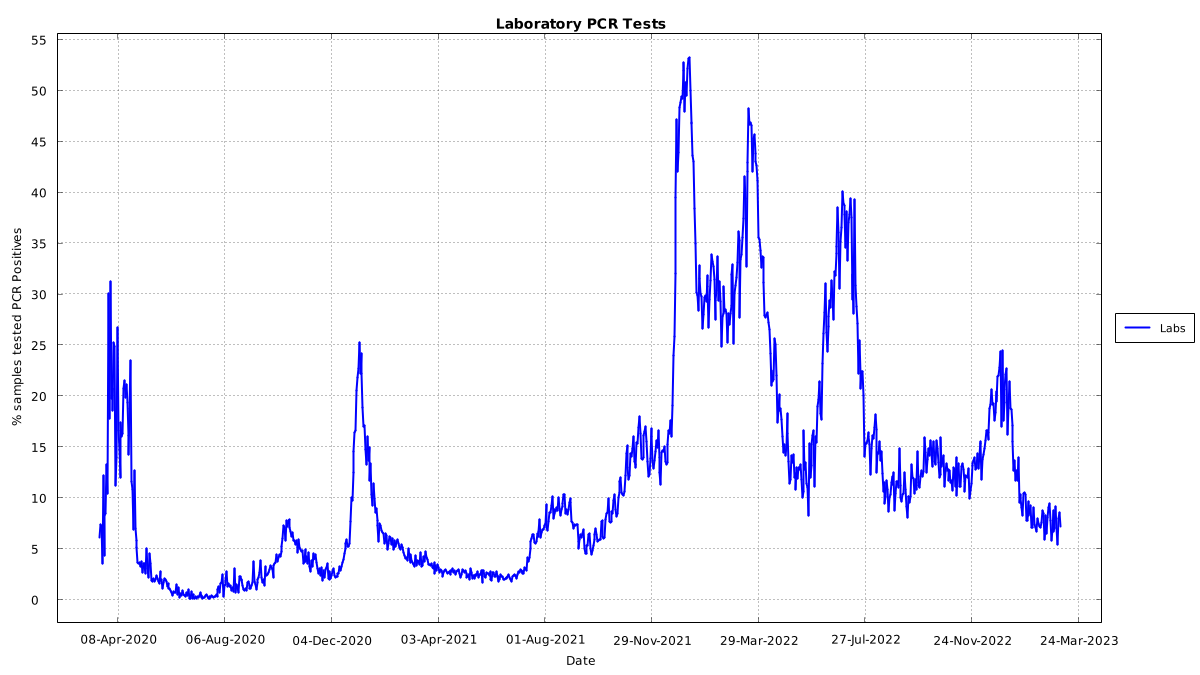 Laboratory PCR Tests
55
50
45
40
35
30
25
20
15
10
5
0
% samples tested PCR Positives
08-Apr-2020 06-Aug-2020 04-Dec-2020 03-Apr-2021 01-Aug-2021 29-Nov-2021 29-Mar-2022 27-Jul-2022 24-Nov-2022 24-Mar-2023
Date
Labs